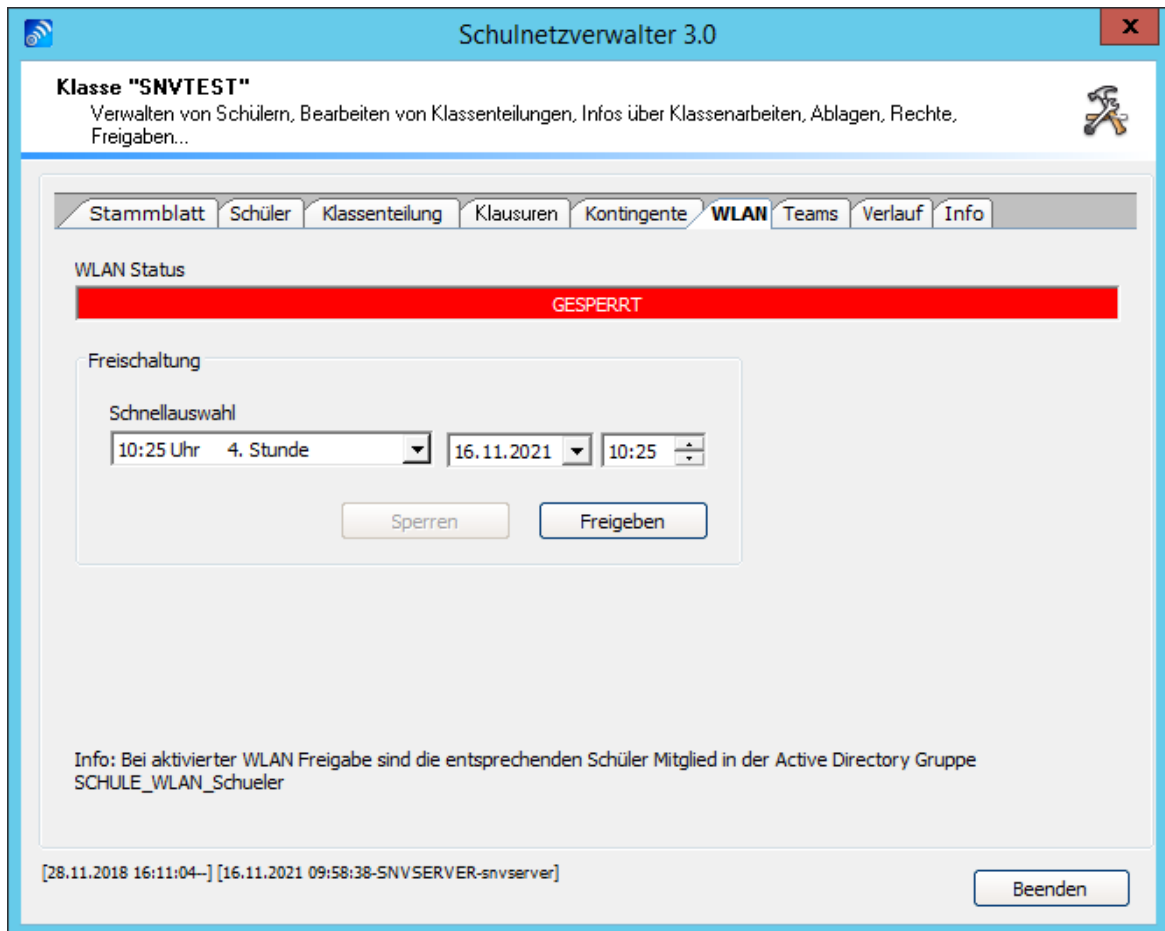 Schulnetzverwalter 3.0
x
Klasse "SNVTEST"
Verwalten von Schülern, Bearbeiten von Klassenteilungen, Infos über Klassenarbeiten, Ablagen, Rechte,
Freigaben...
Stammblatt Schüler Klassenteilung Klausuren Kontingente WLAN Teams Verlauf Info
WLAN Status
GESPERRT
Freischaltung
Schnellauswahl
10:25 Uhr 4. Stunde 16.11.2021 10:25
Sperren Freigeben
Info: Bei aktivierter WLAN Freigabe sind die entsprechenden Schüler Mitglied in der Active Directory Gruppe
SCHULE_WLAN_Schueler
[28.11.2018 16:11:04--] [16.11.2021 09:58:38-SNVSERVER-snvserver]
Beenden